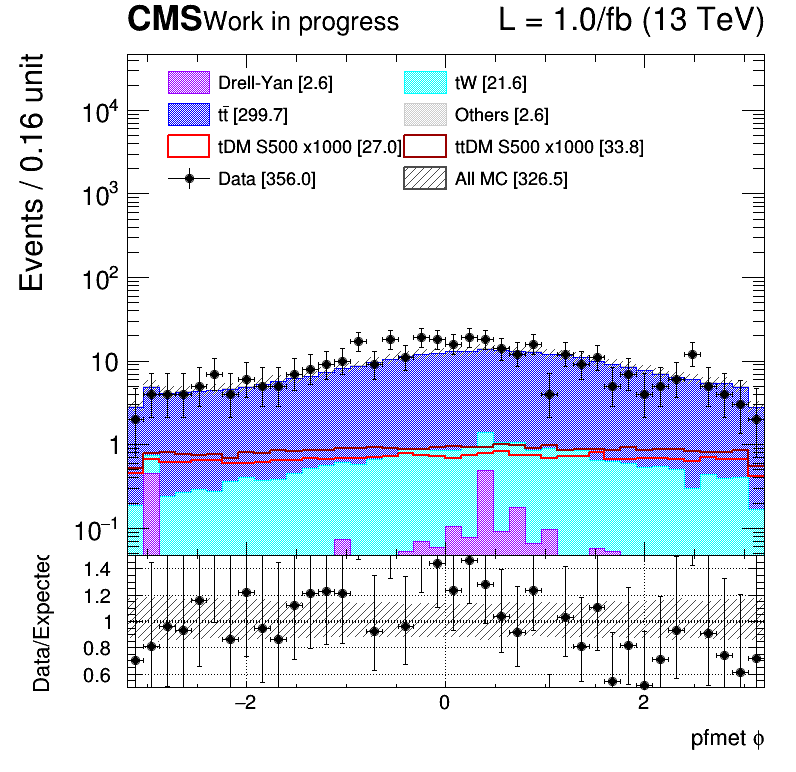 CMS Work in progress L = 1.0/fb (13 TeV)
Events / 0.16 unit
Drell-Yan [2.6] tW [21.6]
tt̄ [299.7] Others [2.6]
tDM S500 x1000 [27.0] ttDM S500 x1000 [33.8]
Data [356.0] All MC [326.5]
10⁴
10³
10²
10
1
10⁻¹
Data/Expected
1.4
1.2
1
0.8
0.6
−2 0 2
pfmet ϕ